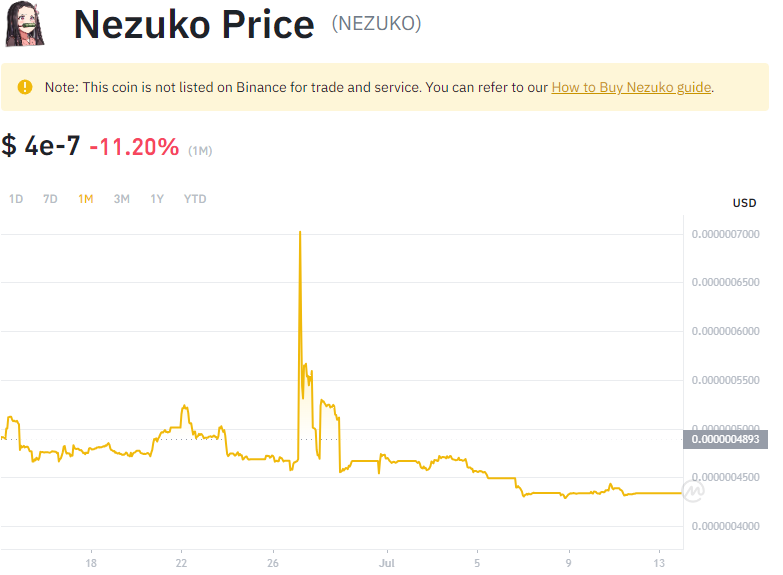 Nezuko Price (NEZUKO)
Note: This coin is not listed on Binance for trade and service. You can refer to our How to Buy Nezuko guide.
$ 4e-7 -11.20% (1M)
1D 7D 1M 3M 1Y YTD
USD
0.0000007000
0.0000006500
0.0000006000
0.0000005500
0.0000005000
0.0000004893
0.0000004500
0.0000004000
18 22 26 Jul 5 9 13